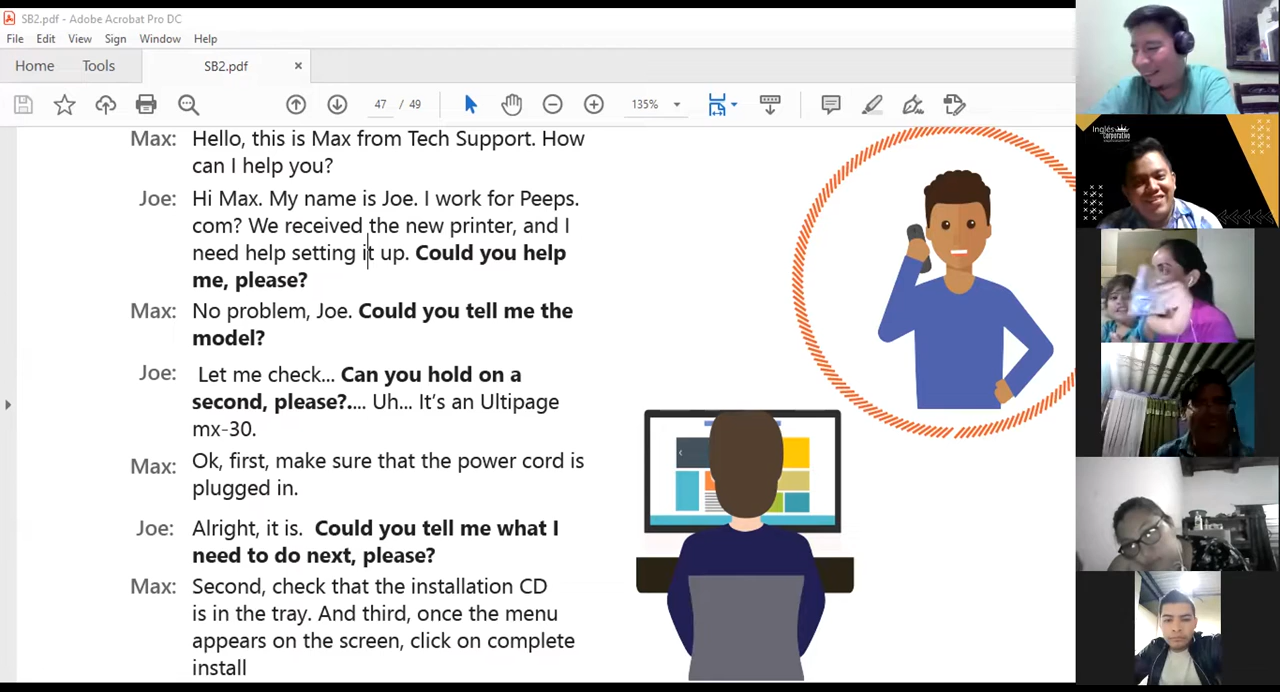 SB2.pdf - Adobe Acrobat Pro DC
File Edit View Sign Window Help
Home Tools SB2.pdf ×
47 / 49 135%
Max: Hello, this is Max from Tech Support. How
can I help you?
Joe: Hi Max. My name is Joe. I work for Peeps.
com? We received the new printer, and I
need help setting it up. Could you help
me, please?
Max: No problem, Joe. Could you tell me the
model?
Joe: Let me check... Can you hold on a
second, please?.... Uh... It's an Ultipage
mx-30.
Max: Ok, first, make sure that the power cord is
plugged in.
Joe: Alright, it is. Could you tell me what I
need to do next, please?
Max: Second, check that the installation CD
is in the tray. And third, once the menu
appears on the screen, click on complete
install
Inglés
Corporativo